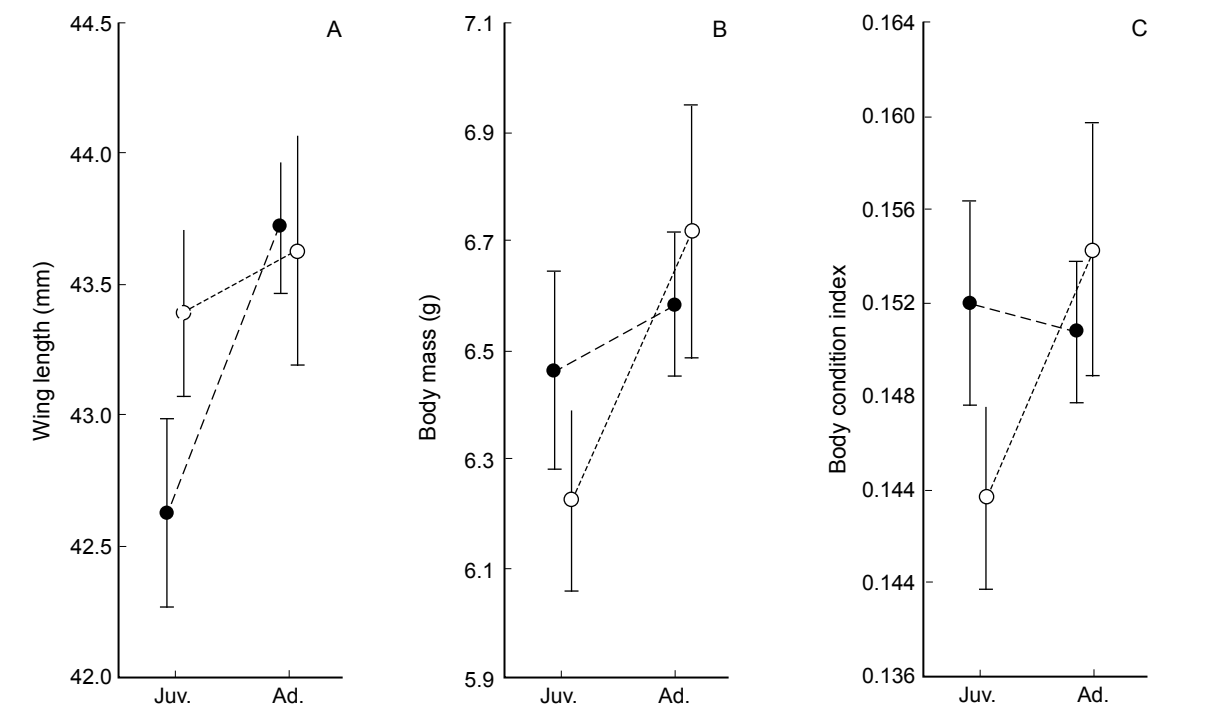 A
44.5
44.0
43.5
43.0
42.5
42.0
Wing length (mm)
Juv. Ad.
B
7.1
6.9
6.7
6.5
6.3
6.1
5.9
Body mass (g)
Juv. Ad.
C
0.164
0.160
0.156
0.152
0.148
0.144
0.144
0.136
Body condition index
Juv. Ad.